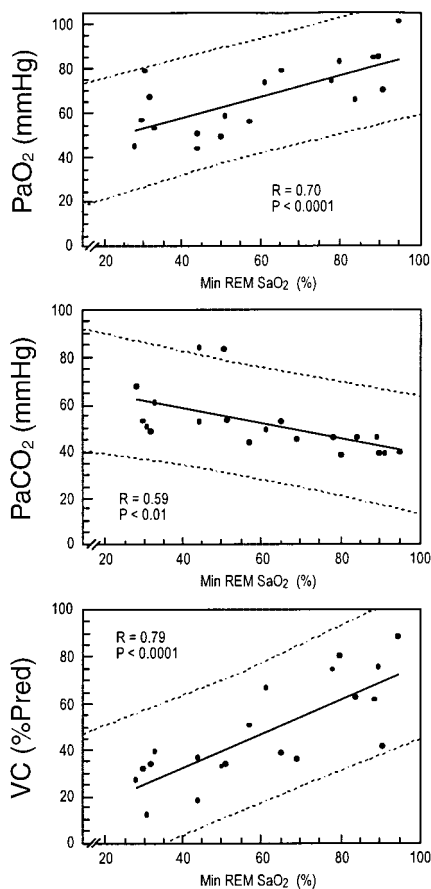 PaO2 (mmHg)
100
80
60
40
20
0
R = 0.70
P < 0.0001
20 40 60 80 100
Min REM SaO2 (%)
PaCO2 (mmHg)
100
80
60
40
20
0
R = 0.59
P < 0.01
20 40 60 80 100
Min REM SaO2 (%)
VC (%Pred)
100
80
60
40
20
0
R = 0.79
P < 0.0001
20 40 60 80 100
Min REM SaO2 (%)